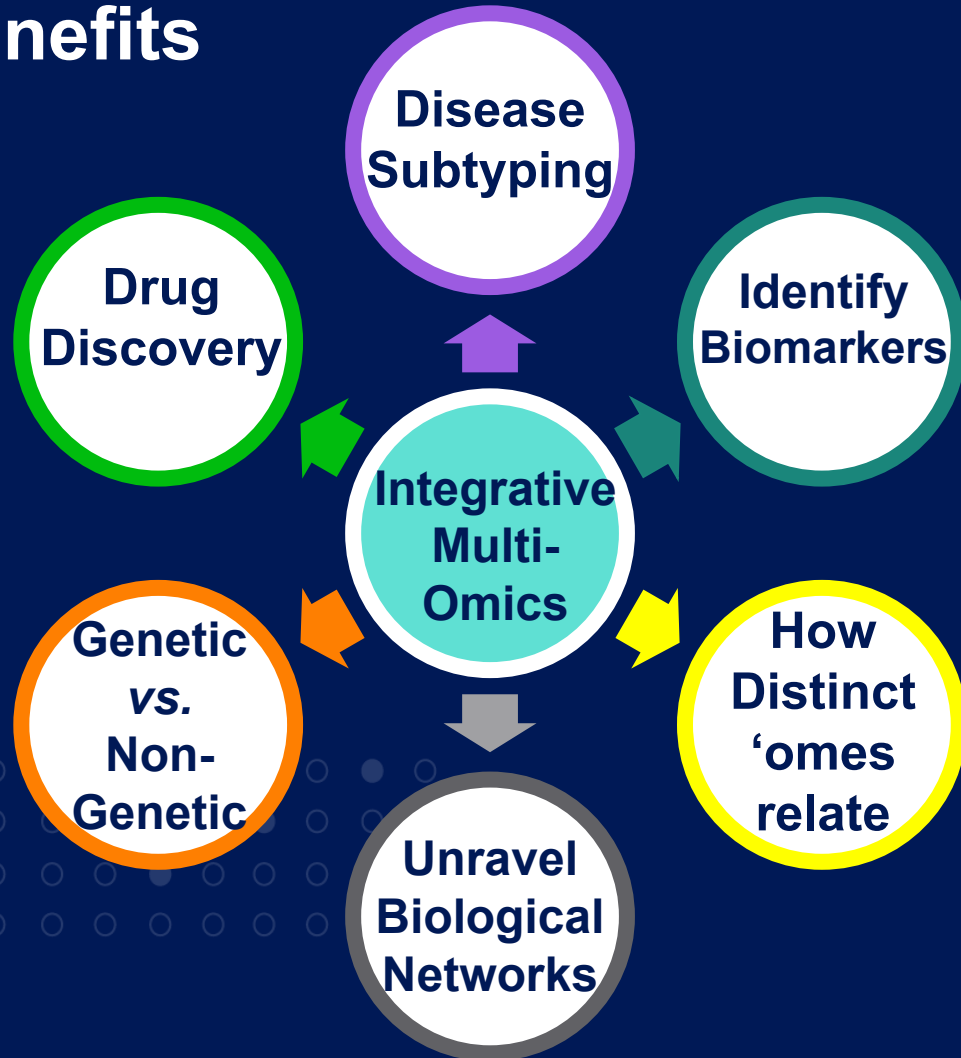 nefits
Disease
Subtyping
Drug
Discovery
Identify
Biomarkers
Integrative
Multi-
Omics
Genetic
vs.
Non-
Genetic
How
Distinct
‘omes
relate
Unravel
Biological
Networks